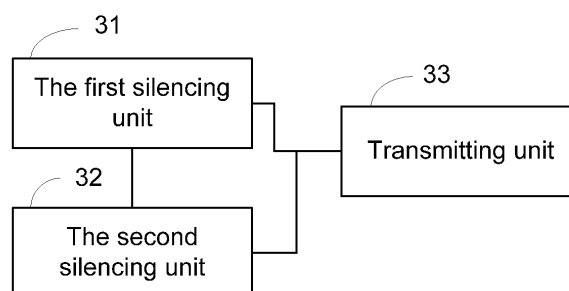 31
The first silencing
unit
32
The second
silencing unit
33
Transmitting unit